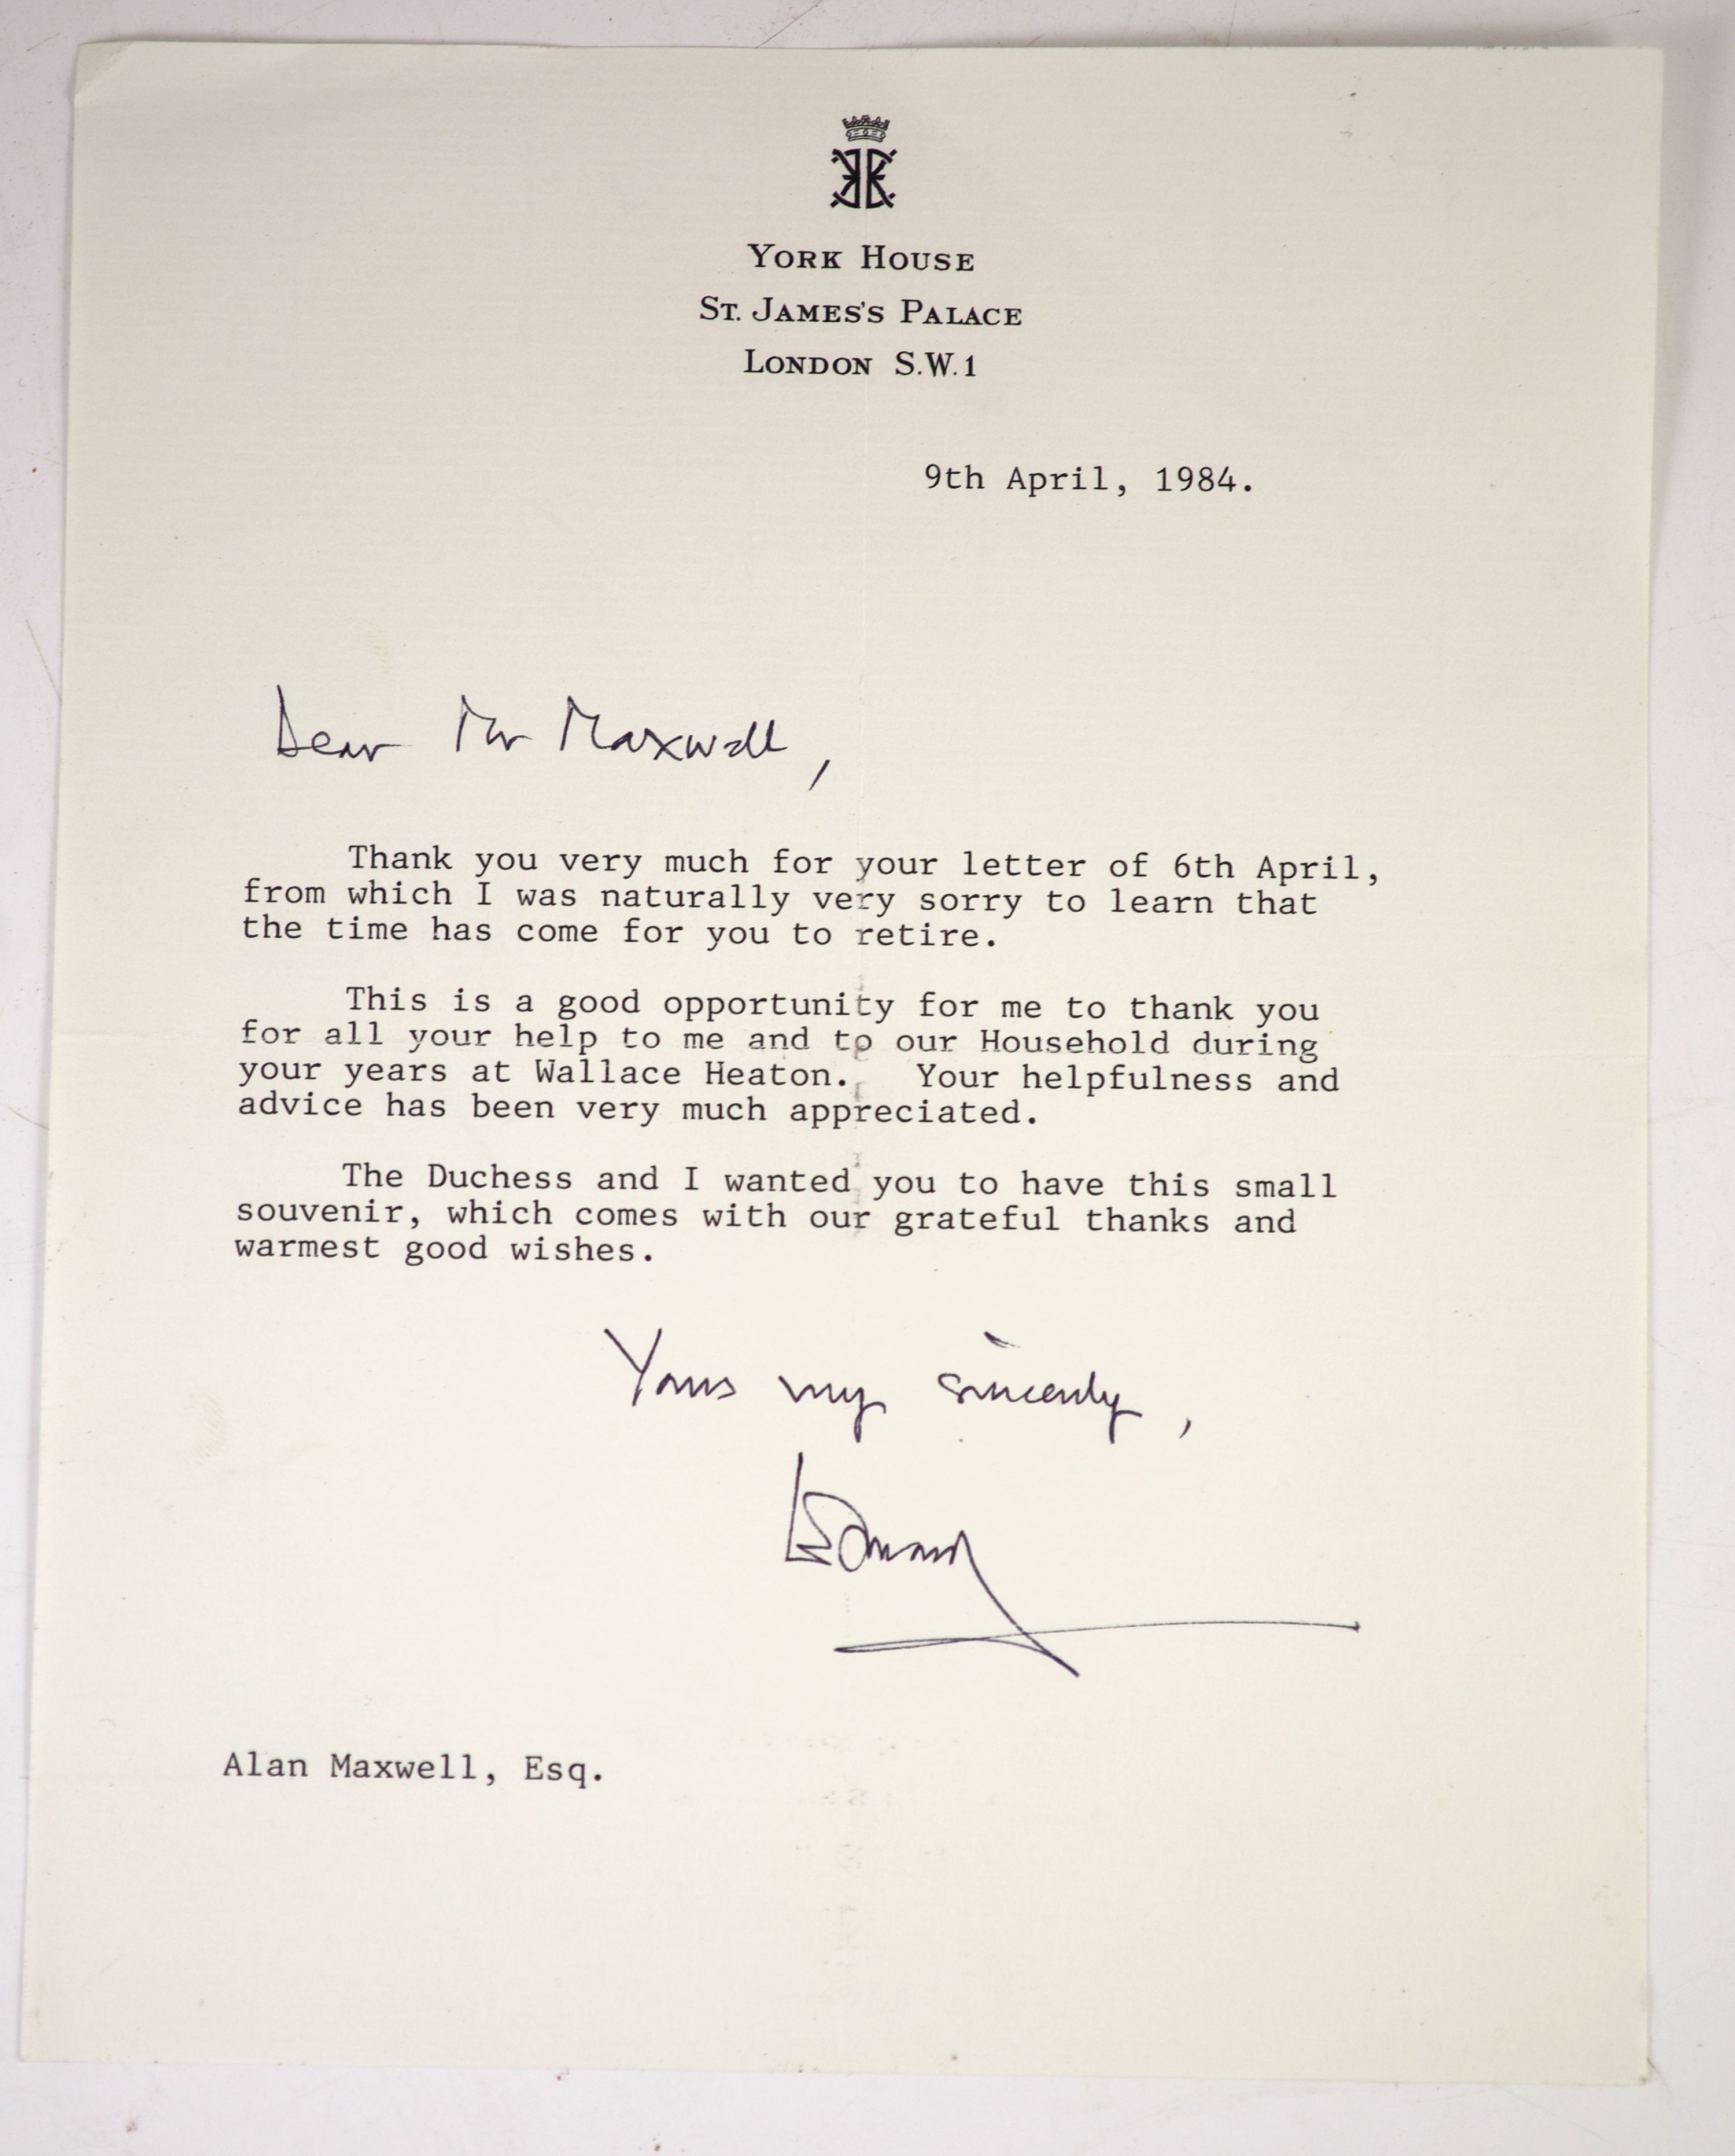 York House
St. James's Palace
London S.W.1
9th April, 1984.
Dear Mr Maxwell,
Thank you very much for your letter of 6th April,
from which I was naturally very sorry to learn that
the time has come for you to retire.
This is a good opportunity for me to thank you
for all your help to me and to our Household during
your years at Wallace Heaton. Your helpfulness and
advice has been very much appreciated.
The Duchess and I wanted you to have this small
souvenir, which comes with our grateful thanks and
warmest good wishes.
Yours very sincerely,
Edward
Alan Maxwell, Esq.